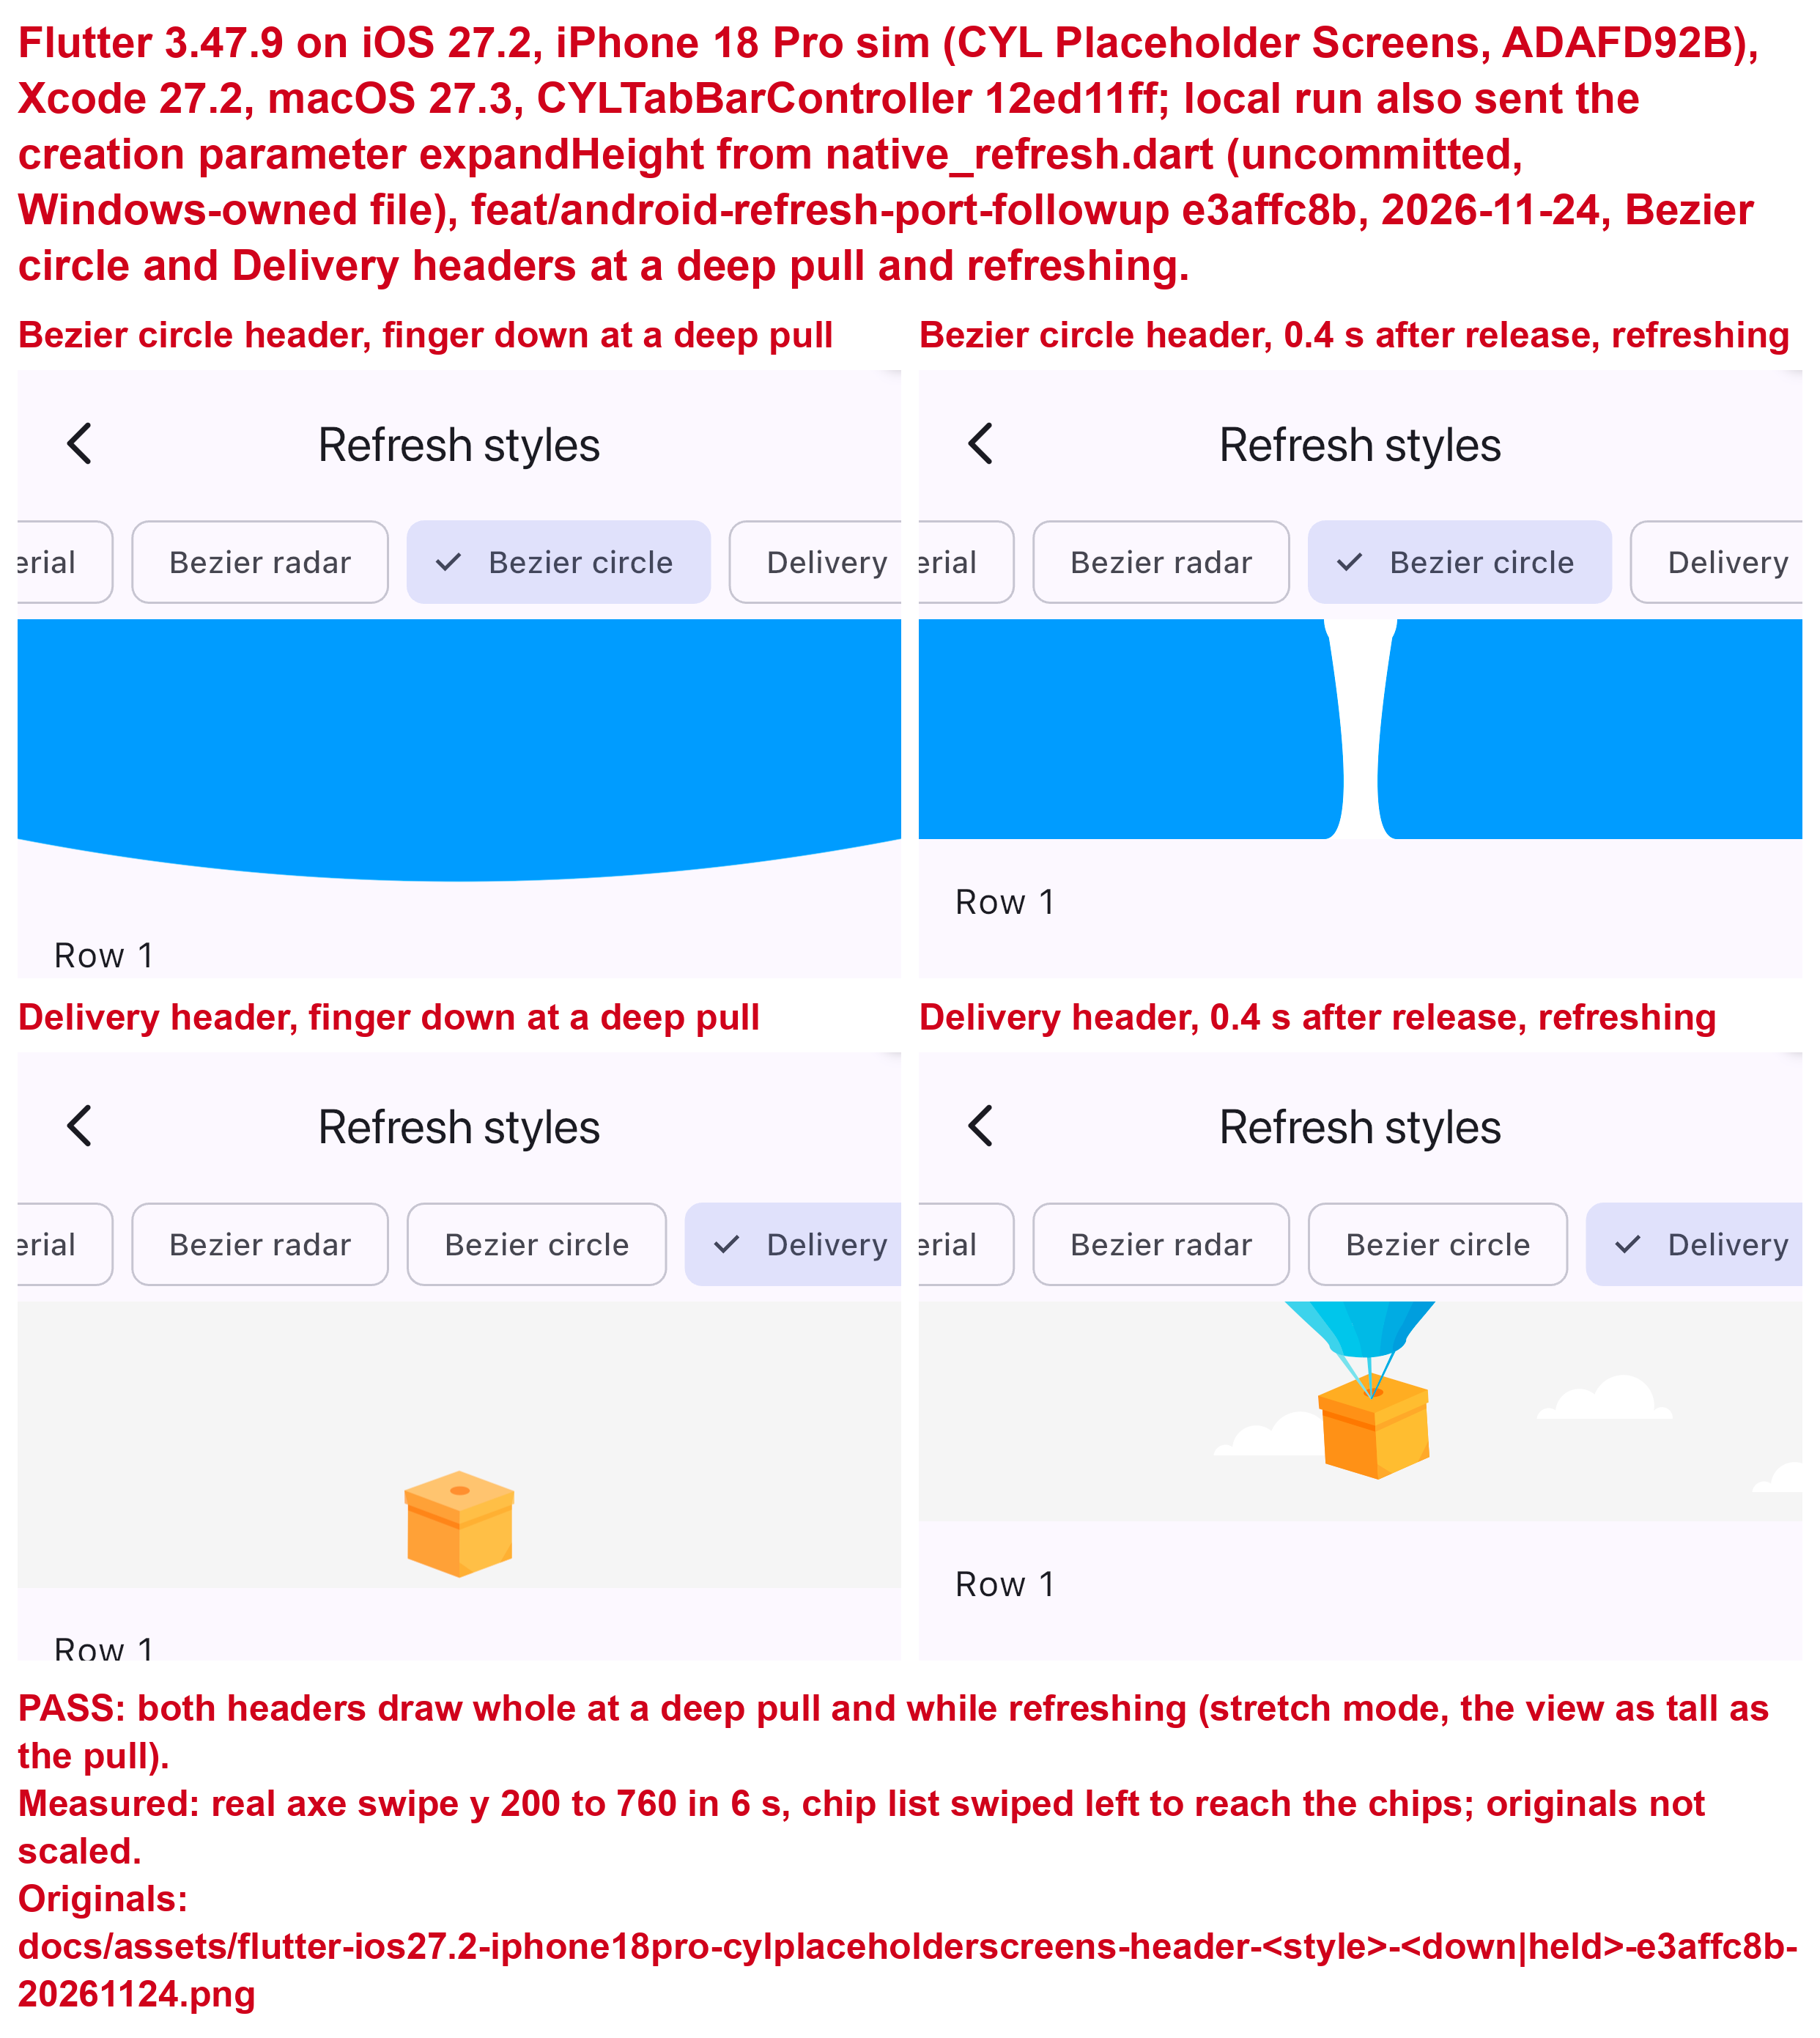 Flutter 3.47.9 on iOS 27.2, iPhone 18 Pro sim (CYL Placeholder Screens, ADAFD92B),
Xcode 27.2, macOS 27.3, CYLTabBarController 12ed11ff; local run also sent the
creation parameter expandHeight from native_refresh.dart (uncommitted,
Windows-owned file), feat/android-refresh-port-followup e3affc8b, 2026-11-24, Bezier
circle and Delivery headers at a deep pull and refreshing.
Bezier circle header, finger down at a deep pull
Refresh styles
erial
Bezier radar
Bezier circle
Delivery
Row 1
Bezier circle header, 0.4 s after release, refreshing
Refresh styles
erial
Bezier radar
Bezier circle
Delivery
Row 1
Delivery header, finger down at a deep pull
Refresh styles
erial
Bezier radar
Bezier circle
Delivery
Row 1
Delivery header, 0.4 s after release, refreshing
Refresh styles
erial
Bezier radar
Bezier circle
Delivery
Row 1
PASS: both headers draw whole at a deep pull and while refreshing (stretch mode, the view as tall as
the pull).
Measured: real axe swipe y 200 to 760 in 6 s, chip list swiped left to reach the chips; originals not
scaled.
Originals:
docs/assets/flutter-ios27.2-iphone18pro-cylplaceholderscreens-header-<style>-<down|held>-e3affc8b-
20261124.png